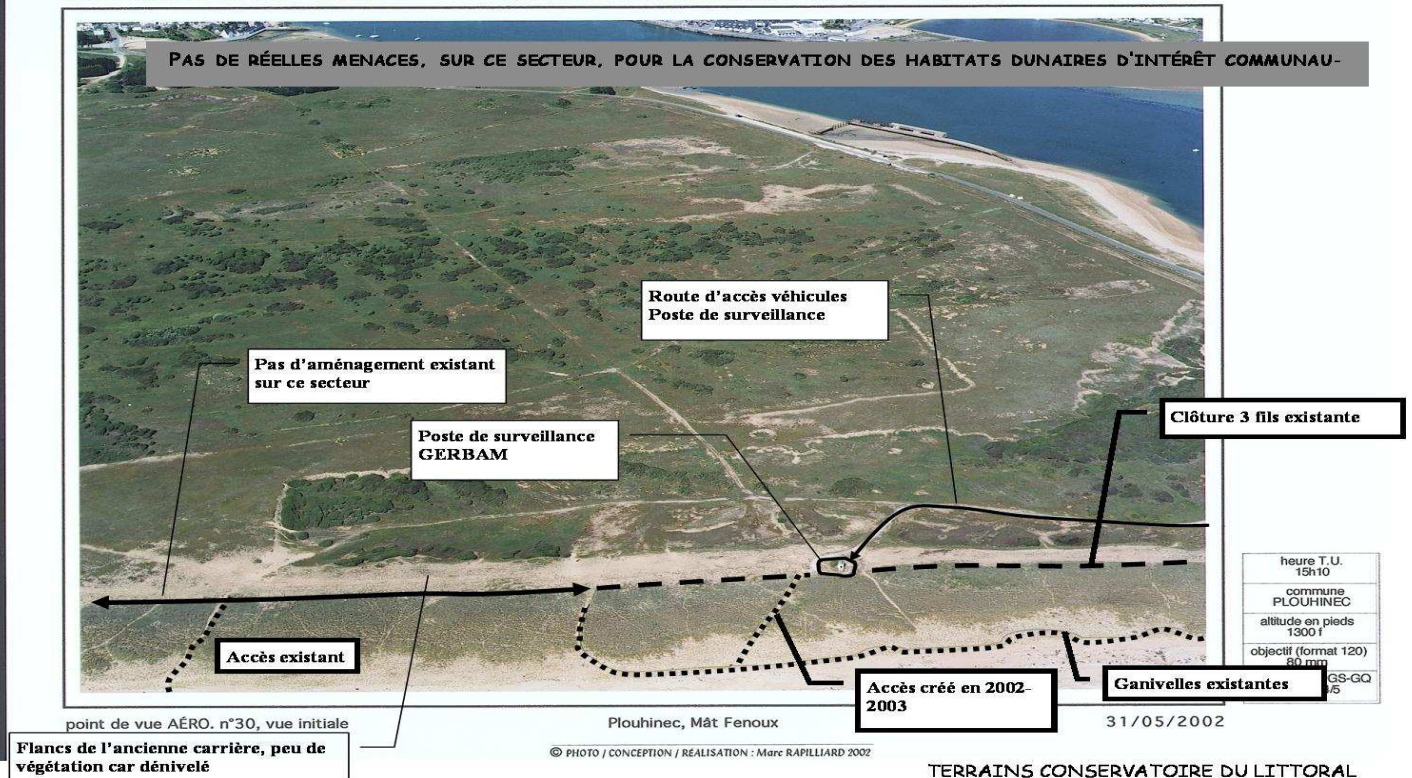 PAS DE RÉELLES MENACES, SUR CE SECTEUR, POUR LA CONSERVATION DES HABITATS DUNAIRES D'INTÉRÊT COMMUNAU-
Route d'accès véhicules
Poste de surveillance
Pas d'aménagement existant
sur ce secteur
Clôture 3 fils existante
Poste de surveillance
GERBAM
heure T.U.
15h10
commune
PLOUHINEC
altitude en pieds
1300 f
objectif (format 120)
80 mm
GS-GQ
/5
Accès existant
Accès créé en 2002-
2003
Ganivelles existantes
point de vue AÉRO. n°30, vue initiale
Plouhinec, Mât Fenoux
31/05/2002
Flancs de l'ancienne carrière, peu de
végétation car dénivelé
© PHOTO / CONCEPTION / REALISATION : Marc RAPILLIARD 2002
TERRAINS CONSERVATOIRE DU LITTORAL